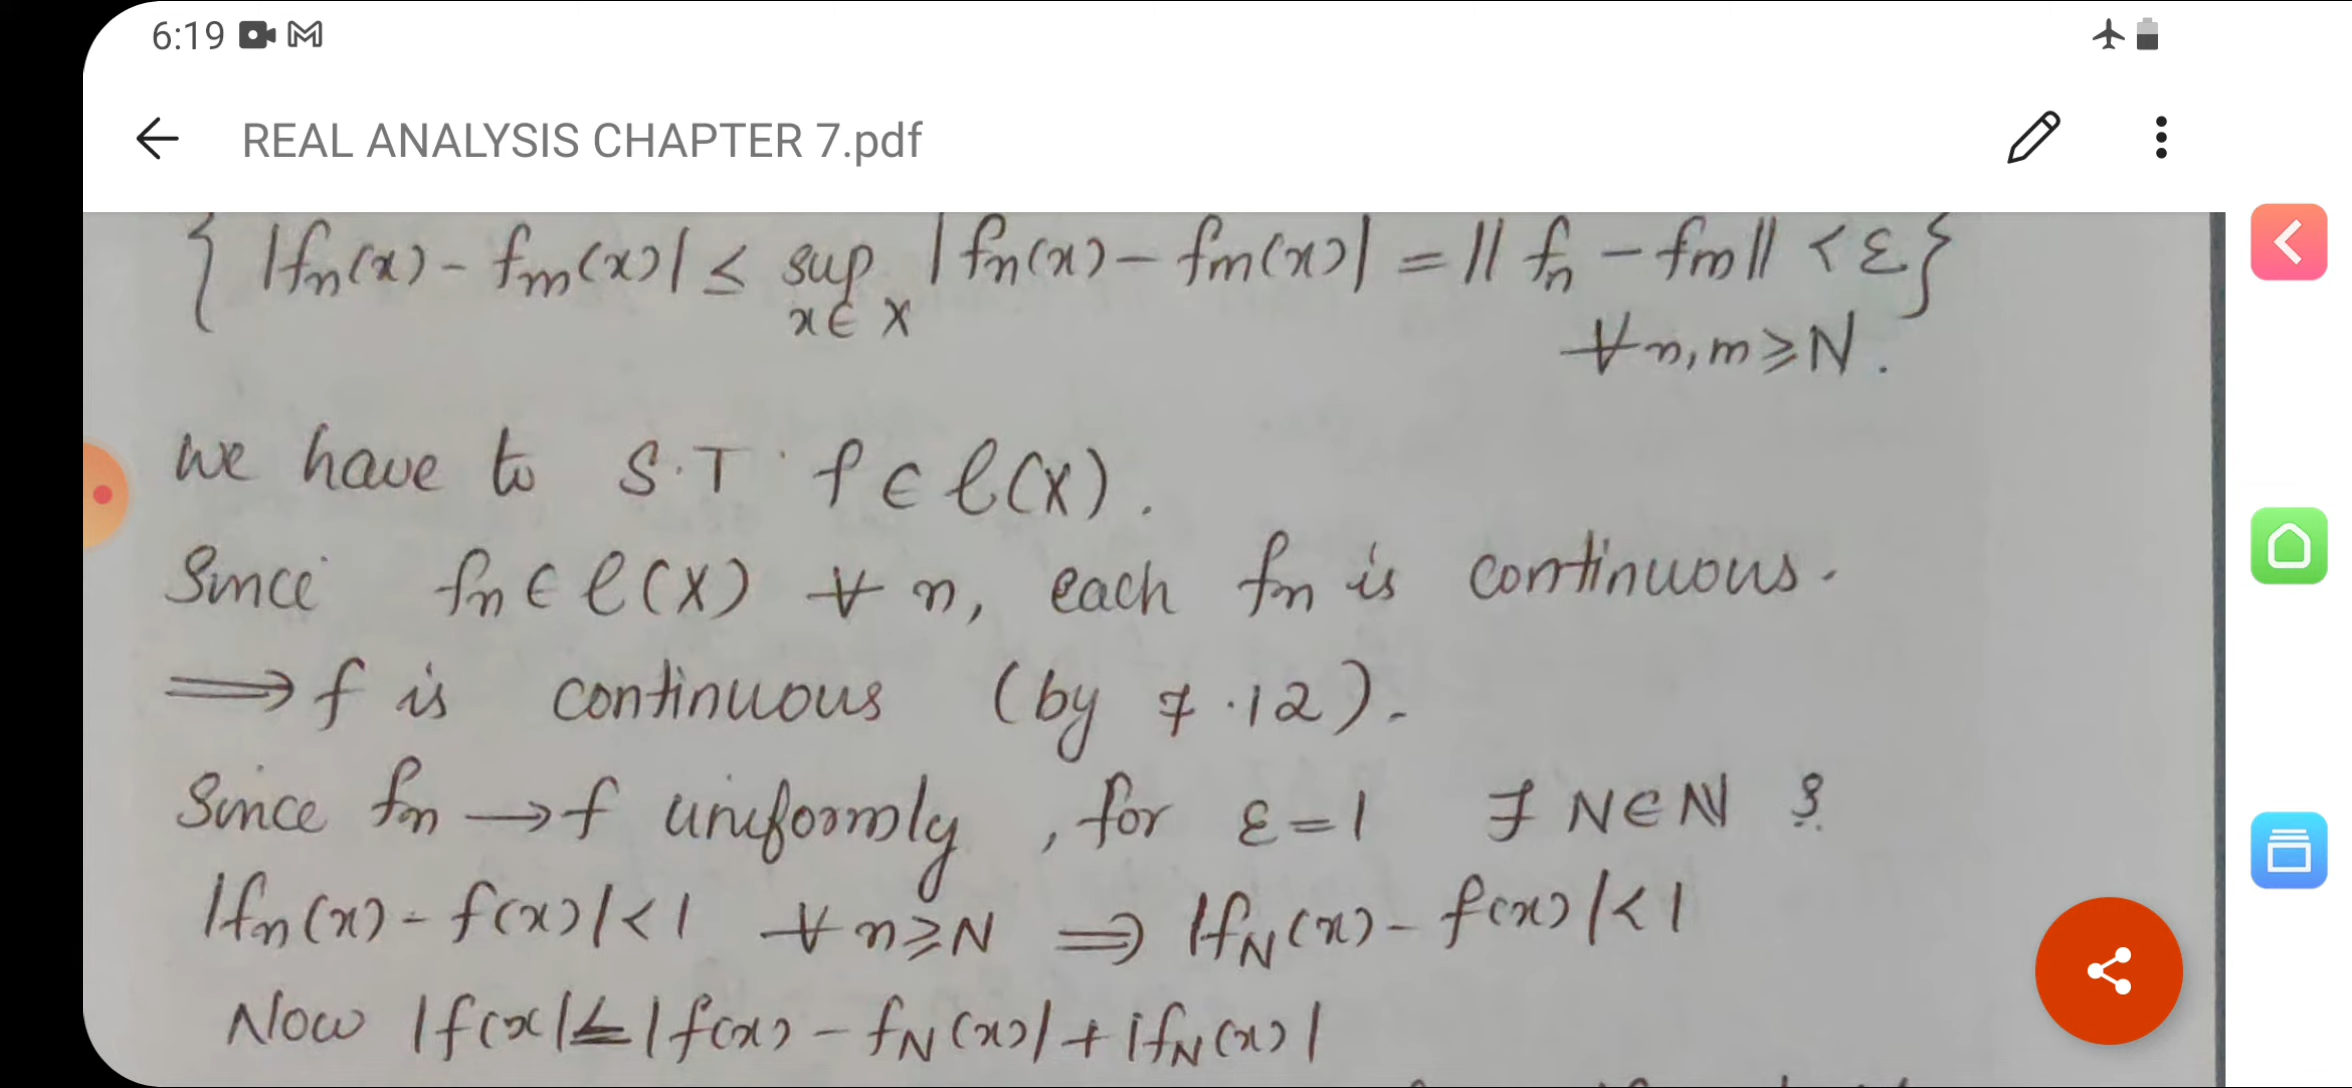 6:19
REAL ANALYSIS CHAPTER 7.pdf
{ |fn(x) - fm(x)| ≤ sup |fn(x) - fm(x)| = || fn - fm || < ε }
x∈X
∀ n, m ≥ N.
We have to S.T f ∈ ℓ(X).
Since fn ∈ ℓ(X) ∀ n, each fn is continuous.
⟹ f is continuous (by 7.12).
Since fn → f uniformly, for ε = 1 ∃ N∈ℕ
|fn(x) - f(x)| < 1 ∀ n ≥ N ⟹ |fN(x) - f(x)| < 1
Now |f(x| ≤ |f(x) - fN(x)| + |fN(x)|